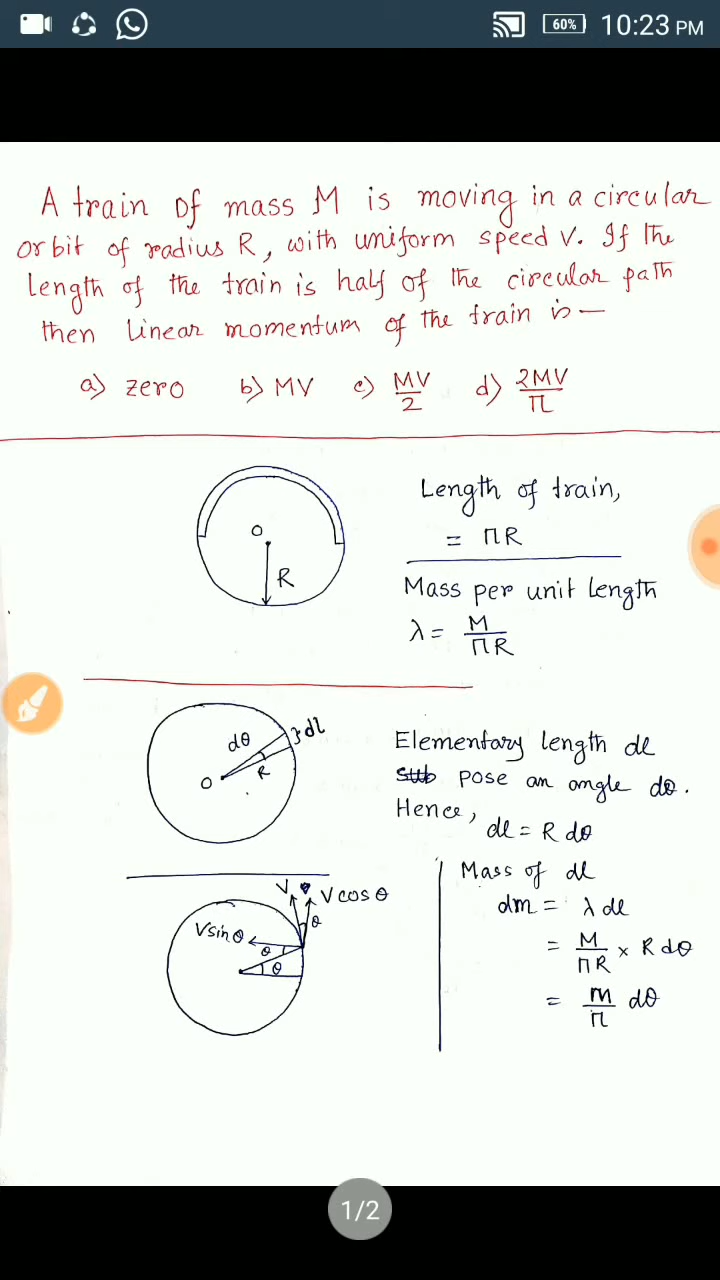 60% 10:23 PM
A train of mass M is moving in a circular
orbit of radius R, with uniform speed V. If the
length of the train is half of the circular path
then linear momentum of the train is —
a) zero b) MV c) MV/2 d) 2MV/π
Length of train,
= πR
Mass per unit length
λ = M/πR
O
R
dθ
}dl
O
R
Elementary length dl
pose an angle dθ.
Hence,
dl = R dθ
Mass of dl
dm = λ dl
= M/πR × R dθ
= m/π dθ
V
V cos θ
θ
V sin θ
θ
θ
1/2